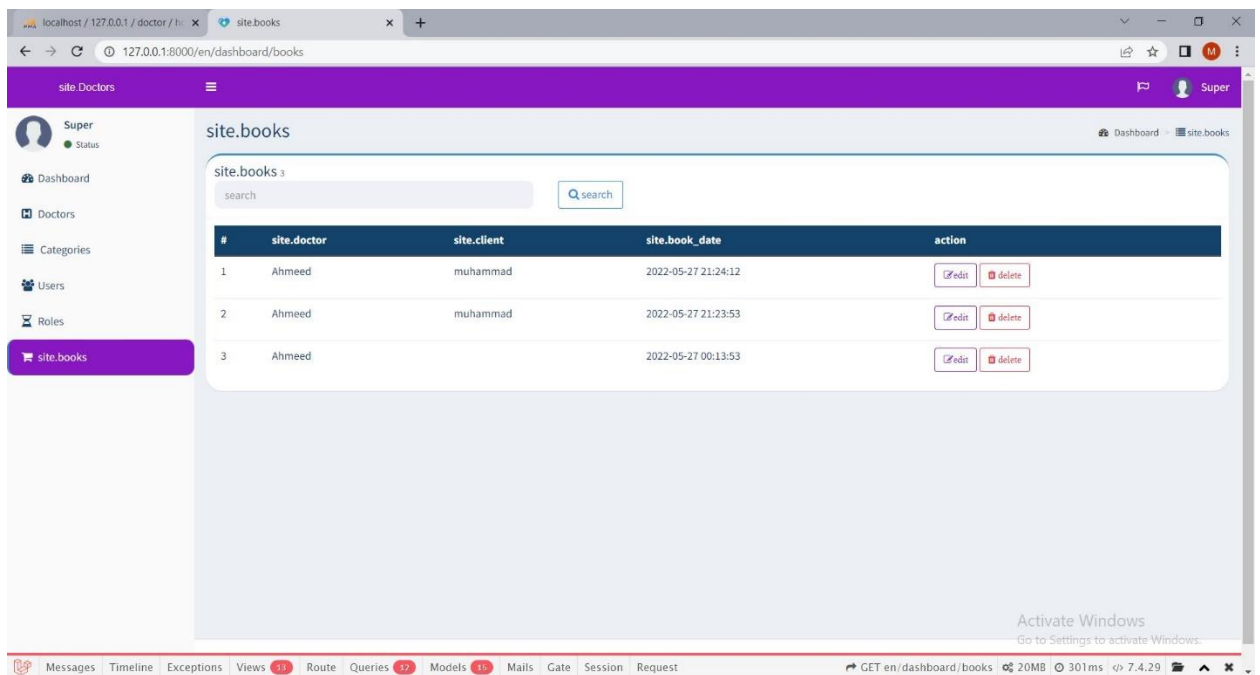 localhost / 127.0.0.1 / doctor / ho
site.books
127.0.0.1:8000/en/dashboard/books
M
site.Doctors
Super
Super
Status
site.books
Dashboard
site.books
Dashboard
Doctors
Categories
Users
Roles
site.books
site.books 3
search
search
# site.doctor site.client site.book_date action
1 Ahmeed muhammad 2022-05-27 21:24:12 edit delete
2 Ahmeed muhammad 2022-05-27 21:23:53 edit delete
3 Ahmeed 2022-05-27 00:13:53 edit delete
Activate Windows
Go to Settings to activate Windows.
Messages Timeline Exceptions Views 13 Route Queries 12 Models 15 Mails Gate Session Request GET en/dashboard/books 20MB 301ms 7.4.29